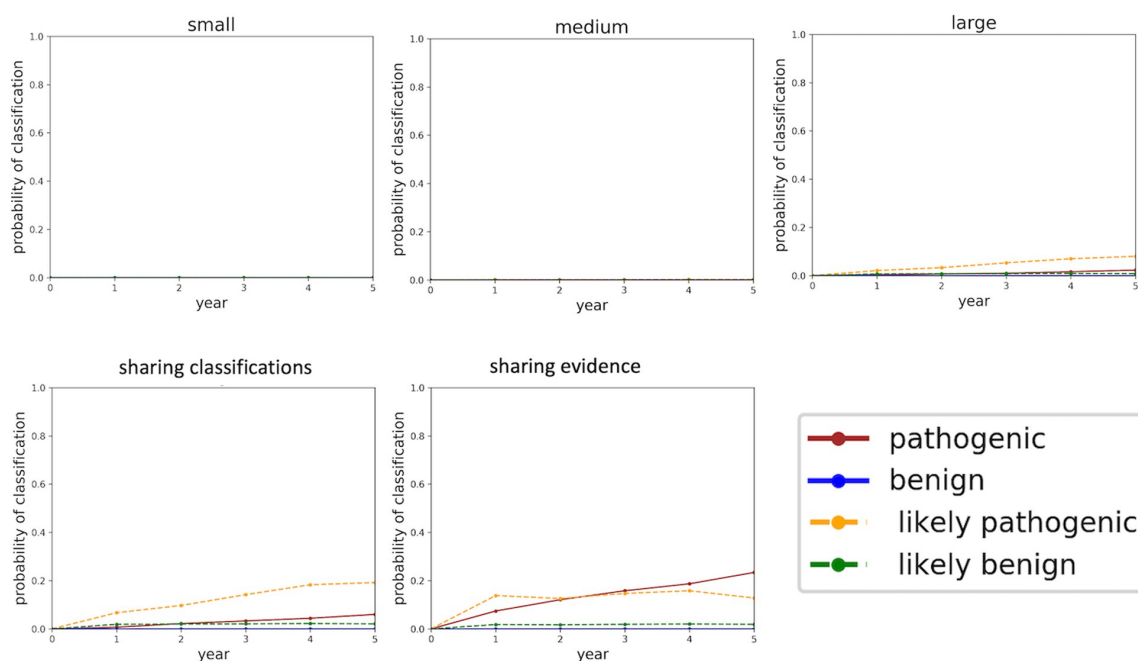 small
medium
large
1.0
0.8
0.6
0.4
0.2
0.0
probability of classification
0 1 2 3 4 5
year
1.0
0.8
0.6
0.4
0.2
0.0
probability of classification
0 1 2 3 4 5
year
1.0
0.8
0.6
0.4
0.2
0.0
probability of classification
0 1 2 3 4 5
year
sharing classifications
sharing evidence
1.0
0.8
0.6
0.4
0.2
0.0
probability of classification
0 1 2 3 4 5
year
1.0
0.8
0.6
0.4
0.2
0.0
probability of classification
0 1 2 3 4 5
year
pathogenic
benign
likely pathogenic
likely benign